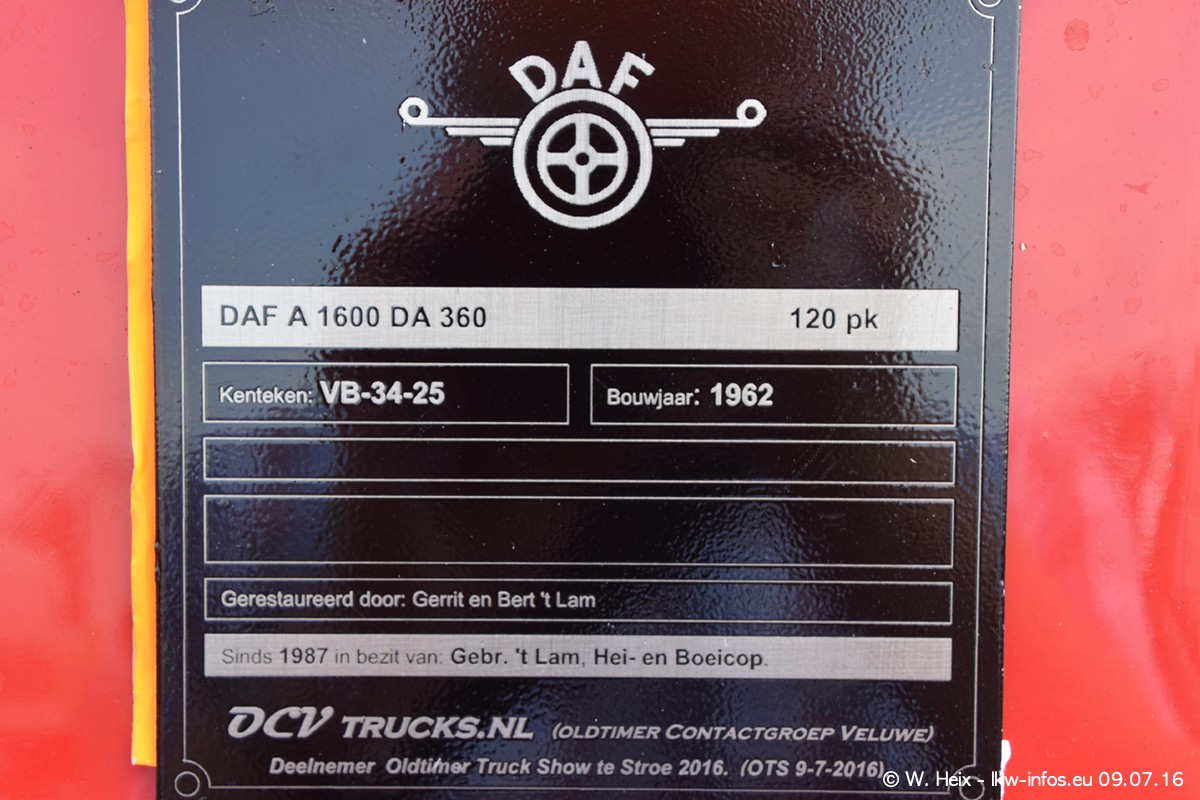 DAF
DAF A 1600 DA 360 120 pk
Kenteken: VB-34-25 Bouwjaar: 1962
Gerestaureerd door: Gerrit en Bert 't Lam
Sinds 1987 in bezit van: Gebr. 't Lam, Hei- en Boeicop.
OCV TRUCKS.NL (OLDTIMER CONTACTGROEP VELUWE)
Deelnemer Oldtimer Truck Show te Stroe 2016. (OTS 9-7-2016)
© W. Heix - lkw-infos.eu 09.07.16